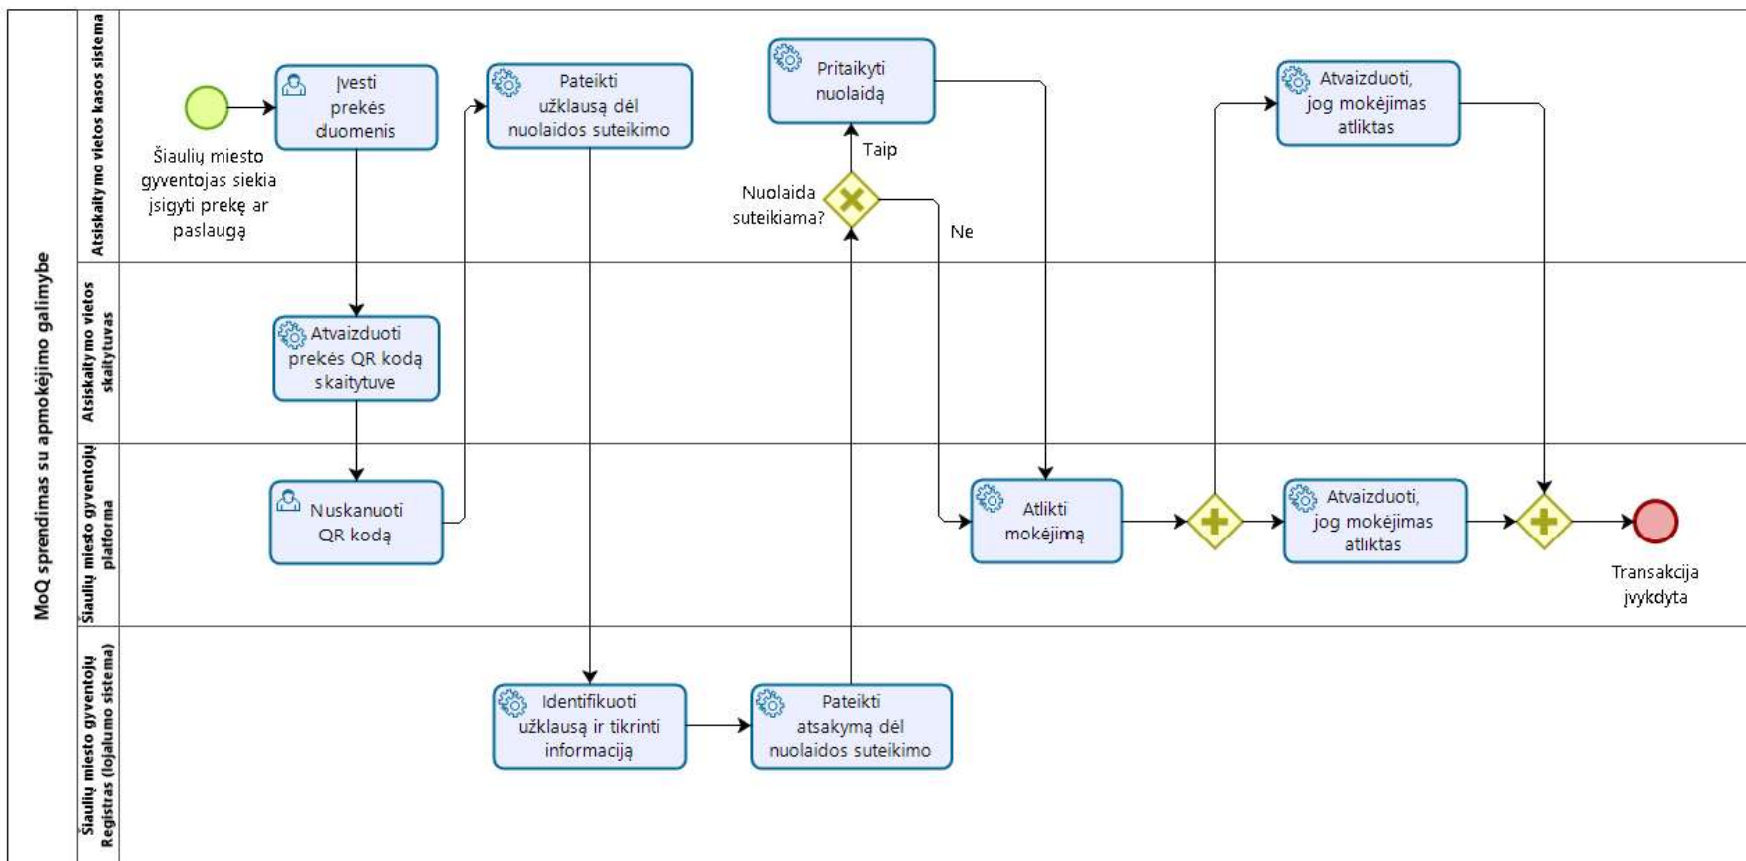 MoQ sprendimas su apmokėjimo galimybe
Atsiskaitymo vietos kasos sistema
Šiaulių miesto
gyventojas siekia
įsigyti prekę ar
paslaugą
Įvesti
prekės
duomenis
Pateikti
užklausą dėl
nuolaidos suteikimo
Pritaikyti
nuolaidą
Taip
Nuolaida
suteikiama?
Ne
Atvaizduoti,
jog mokėjimas
atliktas
Atsiskaitymo vietos
skaitytuvas
Atvaizduoti
prekės QR kodą
skaitytuve
Šiaulių miesto gyventojų
platforma
Nuskanuoti
QR kodą
Atlikti
mokėjimą
Atvaizduoti,
jog mokėjimas
atliktas
Transakcija
įvykdyta
Šiaulių miesto gyventojų
Registras (lojalumo sistema)
Identifikuoti
užklausą ir tikrinti
informaciją
Pateikti
atsakymą dėl
nuolaidos suteikimo